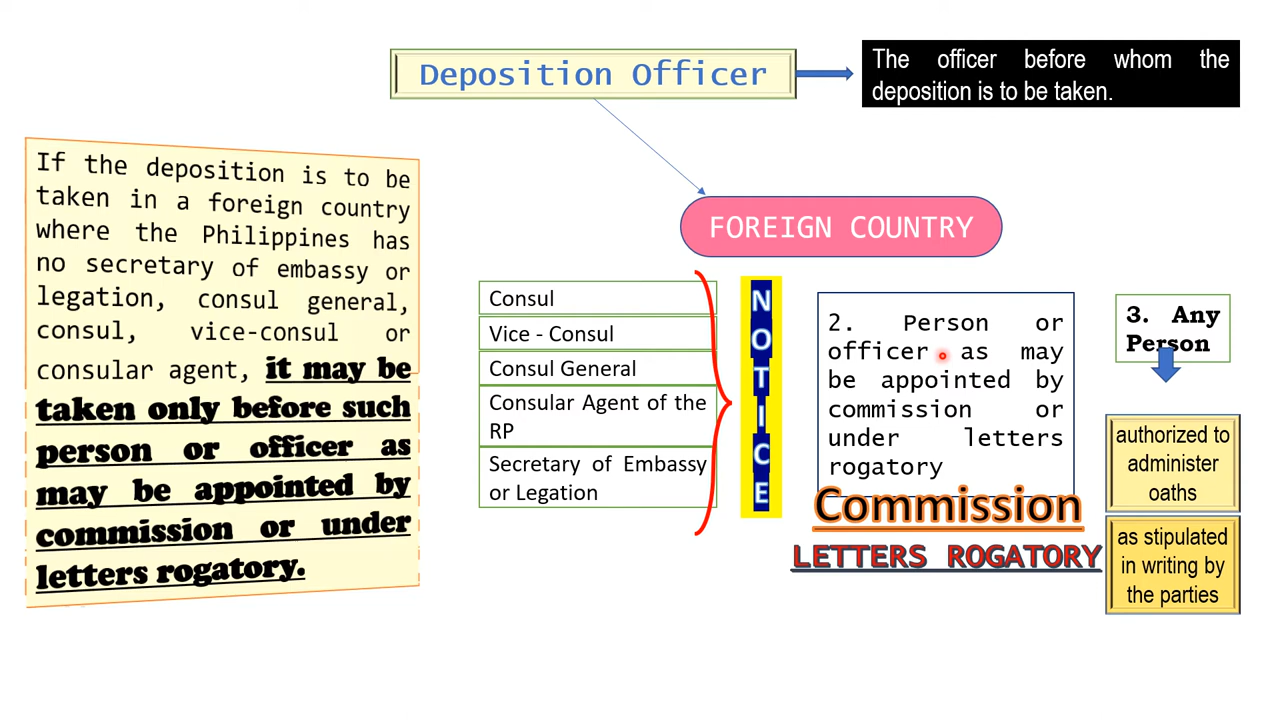 Deposition Officer
The officer before whom the
deposition is to be taken.
If the deposition is to be
taken in a foreign country
where the Philippines has
no secretary of embassy or
legation, consul general,
consul, vice-consul or
consular agent, it may be
taken only before such
person or officer as
may be appointed by
commission or under
letters rogatory.
FOREIGN COUNTRY
Consul
Vice - Consul
Consul General
Consular Agent of the
RP
Secretary of Embassy
or Legation
NOTICE
2. Person or
officer as may
be appointed by
commission or
under letters
rogatory
Commission
LETTERS ROGATORY
3. Any
Person
authorized to
administer
oaths
as stipulated
in writing by
the parties